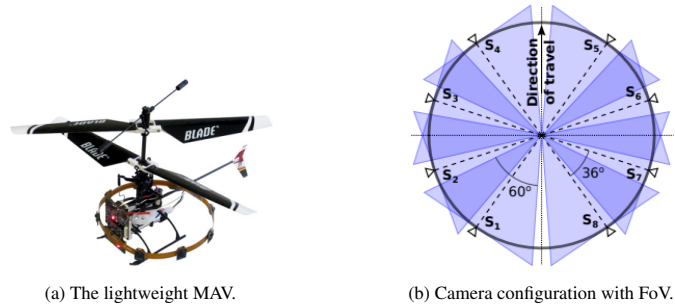 BLADE
BLADE
BLADE
S₄
S₅
S₃
S₆
S₂
S₇
S₁
S₈
Direction
of travel
60°
36°
(a) The lightweight MAV.
(b) Camera configuration with FoV.